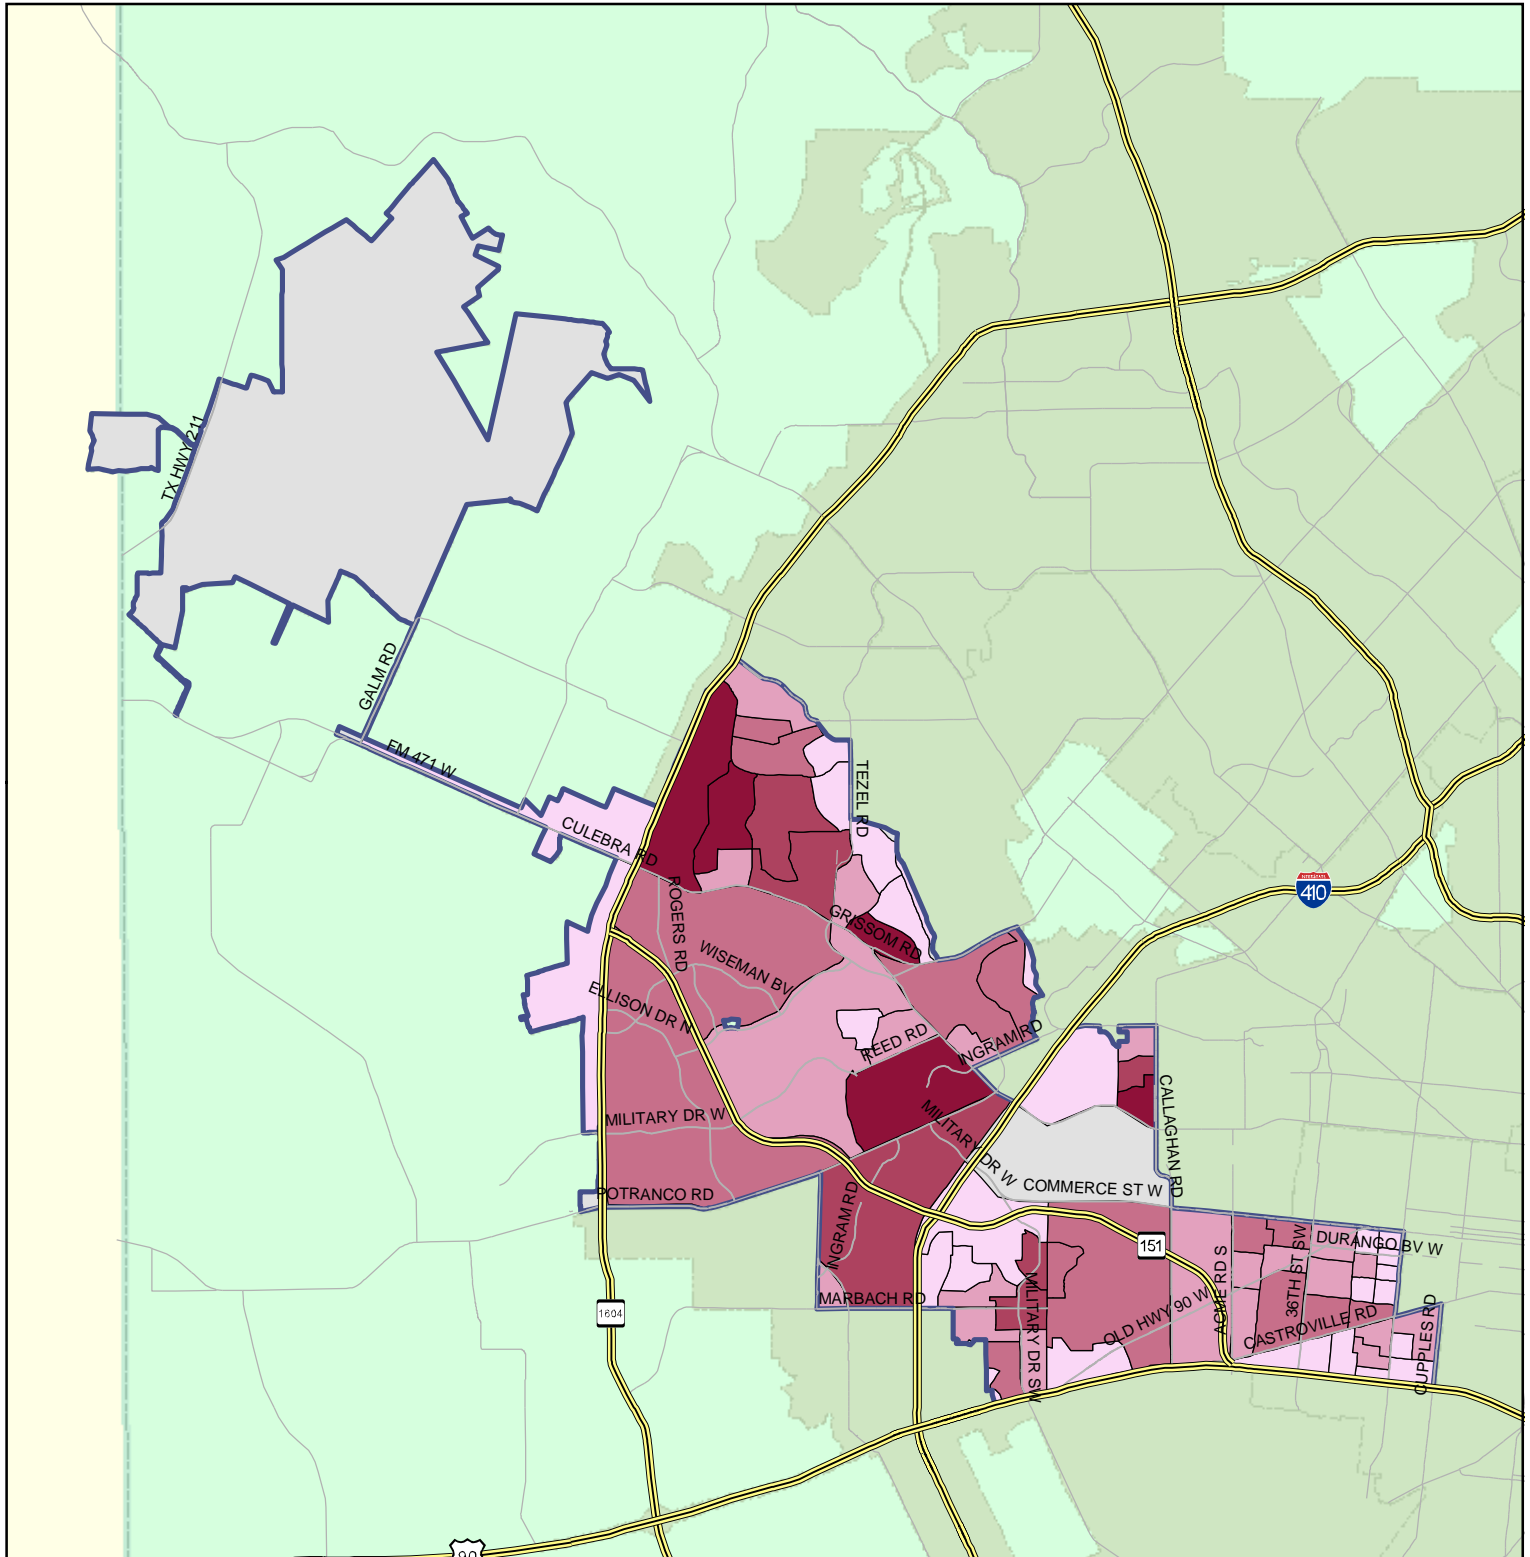 TX HWY 211
GALM RD
FM 471 W
CULEBRA RD
TEZEL RD
ROGERS RD
GRISSOM RD
WISEMAN BV
ELLISON DR N
REED RD
INGRAM RD
INTERSTATE
410
MILITARY DR W
MILITARY DR W
CALLAGHAN RD
COMMERCE ST W
POTRANCO RD
INGRAM RD
151
DURANGO BV W
36TH ST SW
ACME RD S
MARBACH RD
1604
MILITARY DR SW
OLD HWY 90 W
CASTROVILLE RD
CUPPLES RD
90